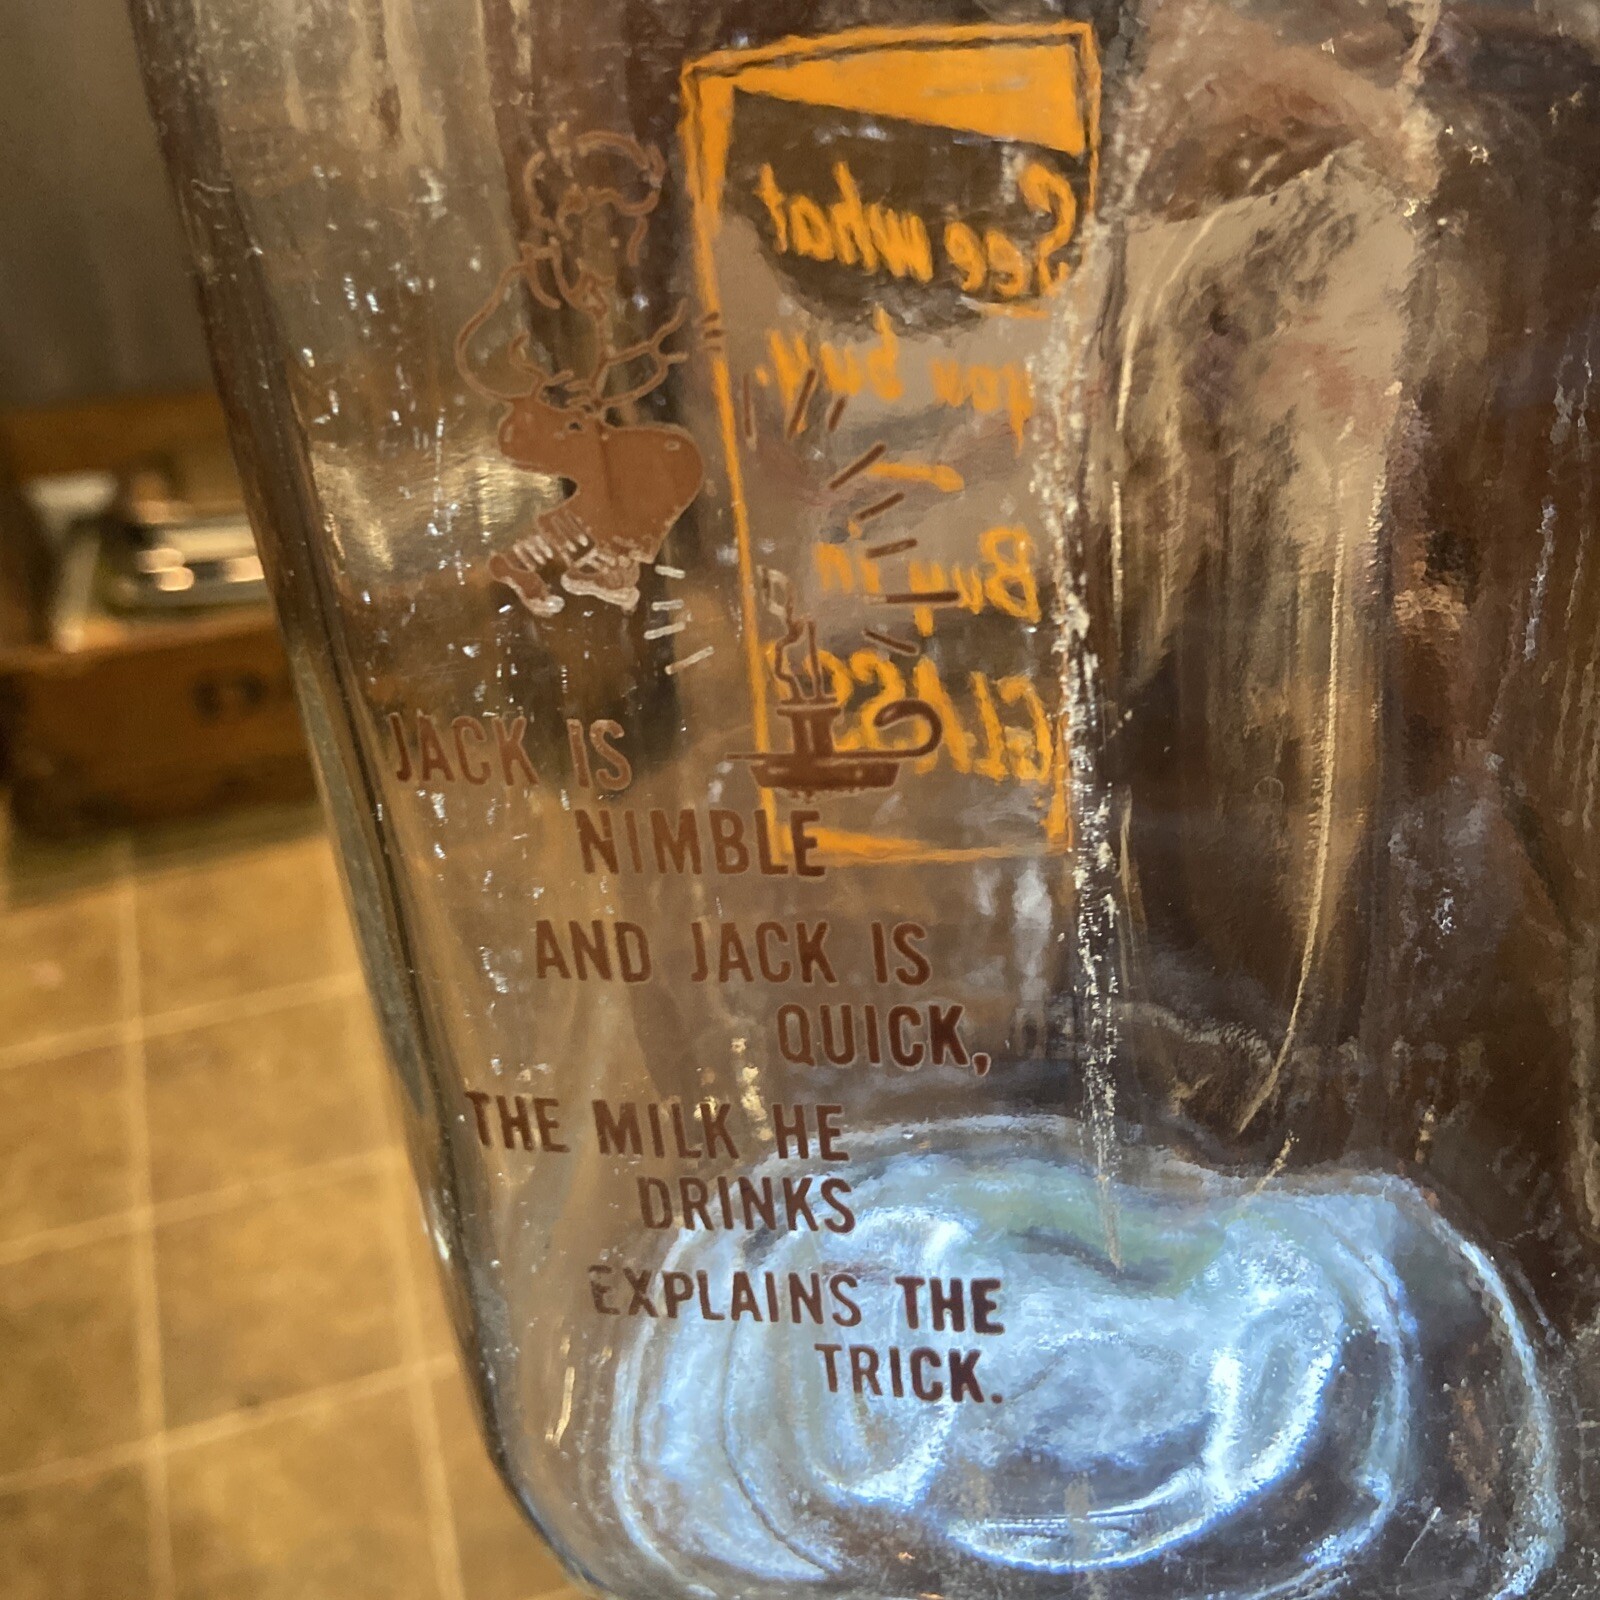 See what
you buy.
Buy in
GLASS
JACK IS
NIMBLE
AND JACK IS
QUICK,
THE MILK HE
DRINKS
EXPLAINS THE
TRICK.